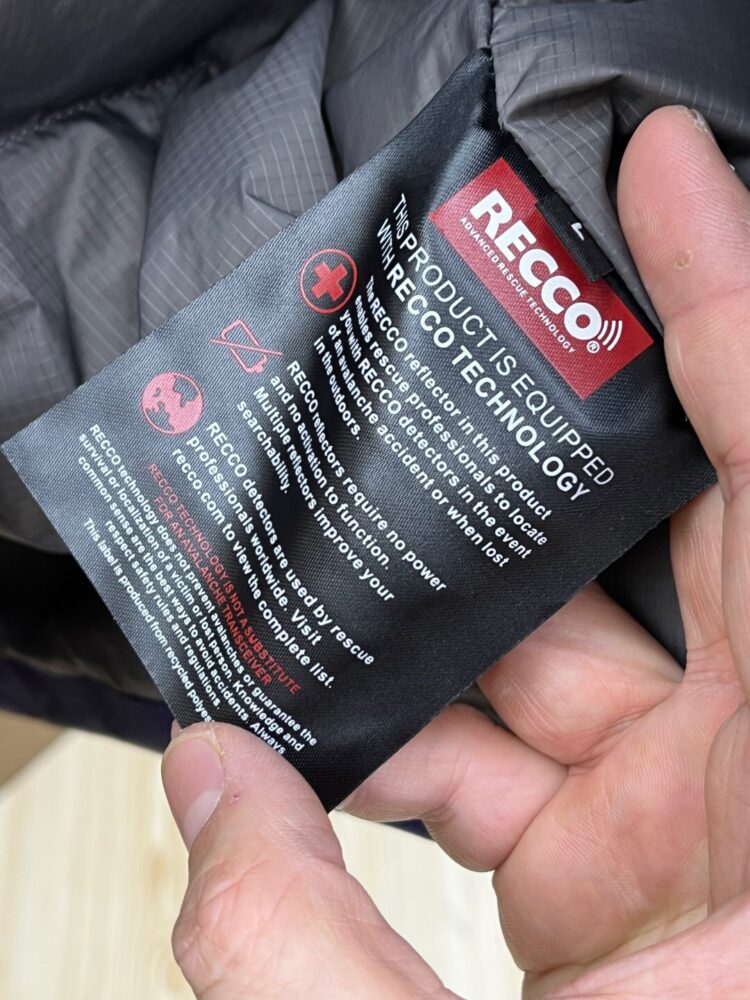 RECCO®
ADVANCED RESCUE TECHNOLOGY
THIS PRODUCT IS EQUIPPED
WITH RECCO TECHNOLOGY
The RECCO reflector in this product
enables rescue professionals to locate
you with RECCO detectors in the event
of an avalanche accident or when lost
in the outdoors.
RECCO reflectors require no power
and no activation to function.
Multiple relectors improve your
searchability.
RECCO detectors are used by rescue
professionals worldwide. Visit
recco.com to view the complete list.
RECCO TECHNOLOGY IS NOT A SUBSTITUTE
FOR AN AVALANCHE TRANSCEIVER
RECCO technology does not prevent avalanches or guarantee the
survival or localization of a victim or lost person. Knowledge and
common sense are the best ways to avoid accidents. Always
respect safety rules and regulations.
This label is produced from recycled polyes